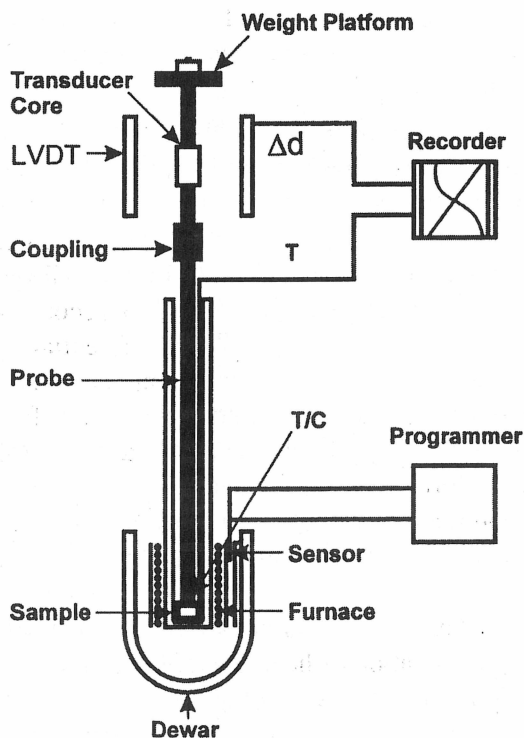 Weight Platform
Transducer
Core
LVDT
Δd
Recorder
Coupling
T
Probe
T/C
Programmer
Sensor
Sample
Furnace
Dewar